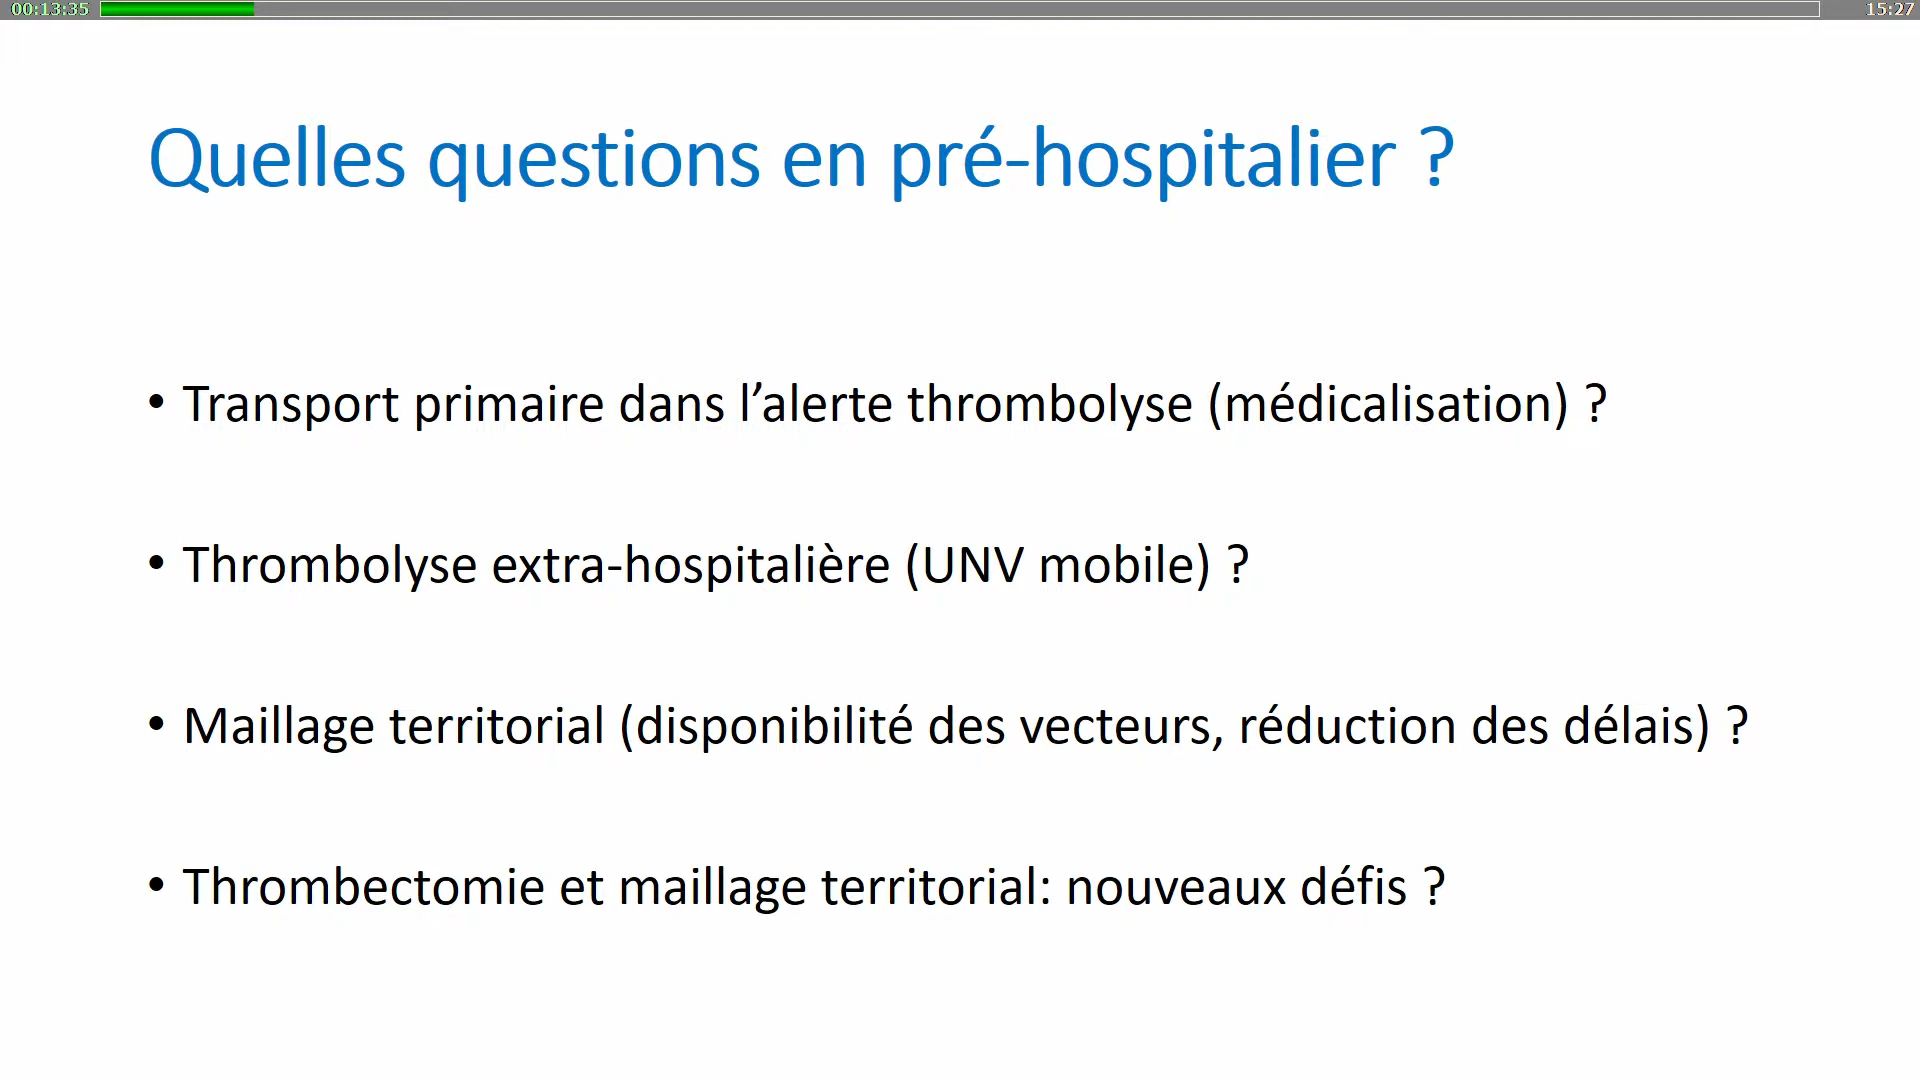 00:13:35
15:27
Quelles questions en pré-hospitalier ?
• Transport primaire dans l’alerte thrombolyse (médicalisation) ?
• Thrombolyse extra-hospitalière (UNV mobile) ?
• Maillage territorial (disponibilité des vecteurs, réduction des délais) ?
• Thrombectomie et maillage territorial: nouveaux défis ?